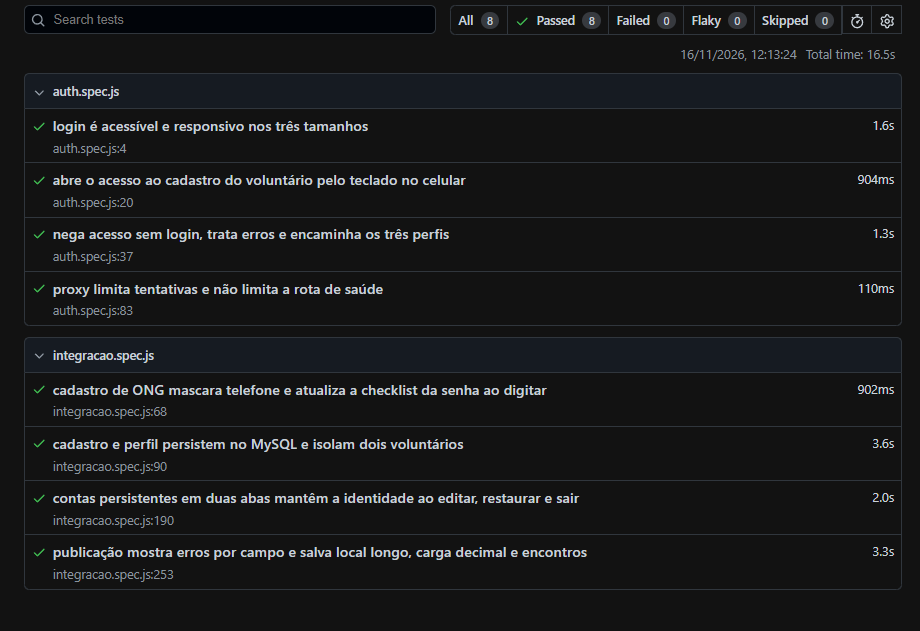 Search tests
All 8 Passed 8 Failed 0 Flaky 0 Skipped 0
16/11/2026, 12:13:24 Total time: 16.5s
auth.spec.js
login é acessível e responsivo nos três tamanhos 1.6s
auth.spec.js:4
abre o acesso ao cadastro do voluntário pelo teclado no celular 904ms
auth.spec.js:20
nega acesso sem login, trata erros e encaminha os três perfis 1.3s
auth.spec.js:37
proxy limita tentativas e não limita a rota de saúde 110ms
auth.spec.js:83
integracao.spec.js
cadastro de ONG mascara telefone e atualiza a checklist da senha ao digitar 902ms
integracao.spec.js:68
cadastro e perfil persistem no MySQL e isolam dois voluntários 3.6s
integracao.spec.js:90
contas persistentes em duas abas mantêm a identidade ao editar, restaurar e sair 2.0s
integracao.spec.js:190
publicação mostra erros por campo e salva local longo, carga decimal e encontros 3.3s
integracao.spec.js:253